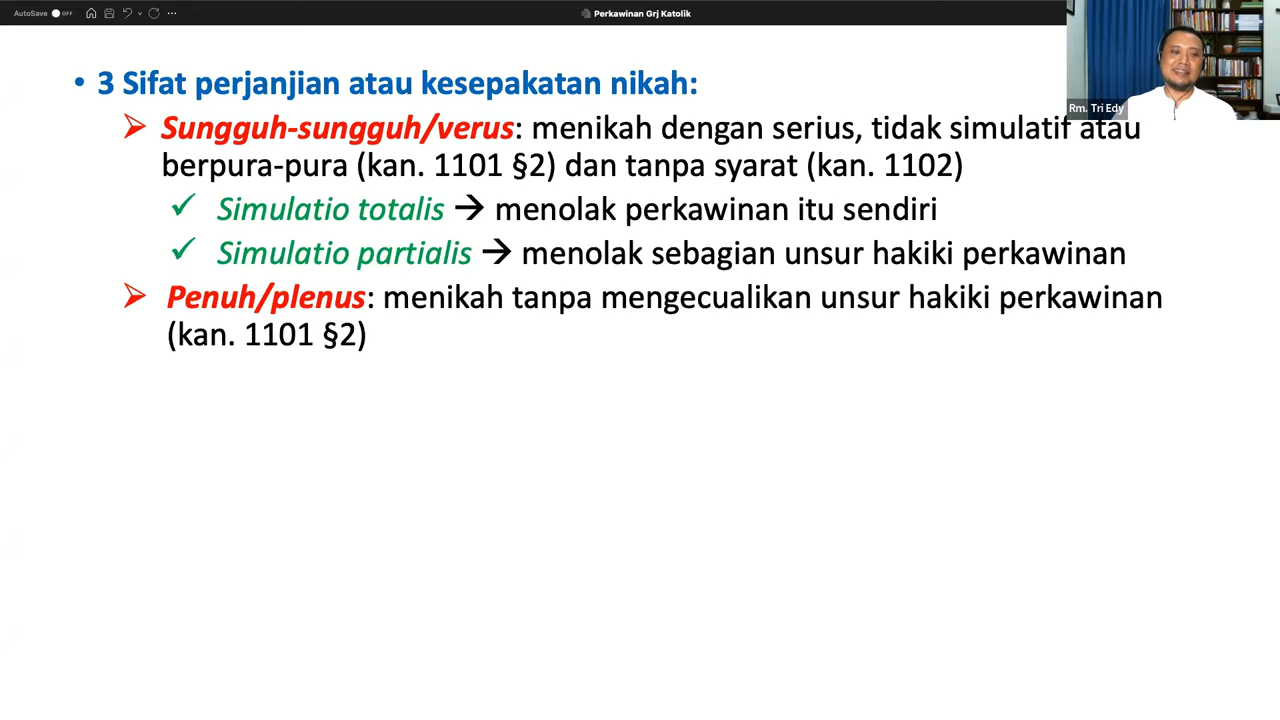 AutoSave OFF
Perkawinan Grj Katolik
Rm. Tri Edy
• 3 Sifat perjanjian atau kesepakatan nikah:
➢ Sungguh-sungguh/verus: menikah dengan serius, tidak simulatif atau
berpura-pura (kan. 1101 §2) dan tanpa syarat (kan. 1102)
✓ Simulatio totalis → menolak perkawinan itu sendiri
✓ Simulatio partialis → menolak sebagian unsur hakiki perkawinan
➢ Penuh/plenus: menikah tanpa mengecualikan unsur hakiki perkawinan
(kan. 1101 §2)